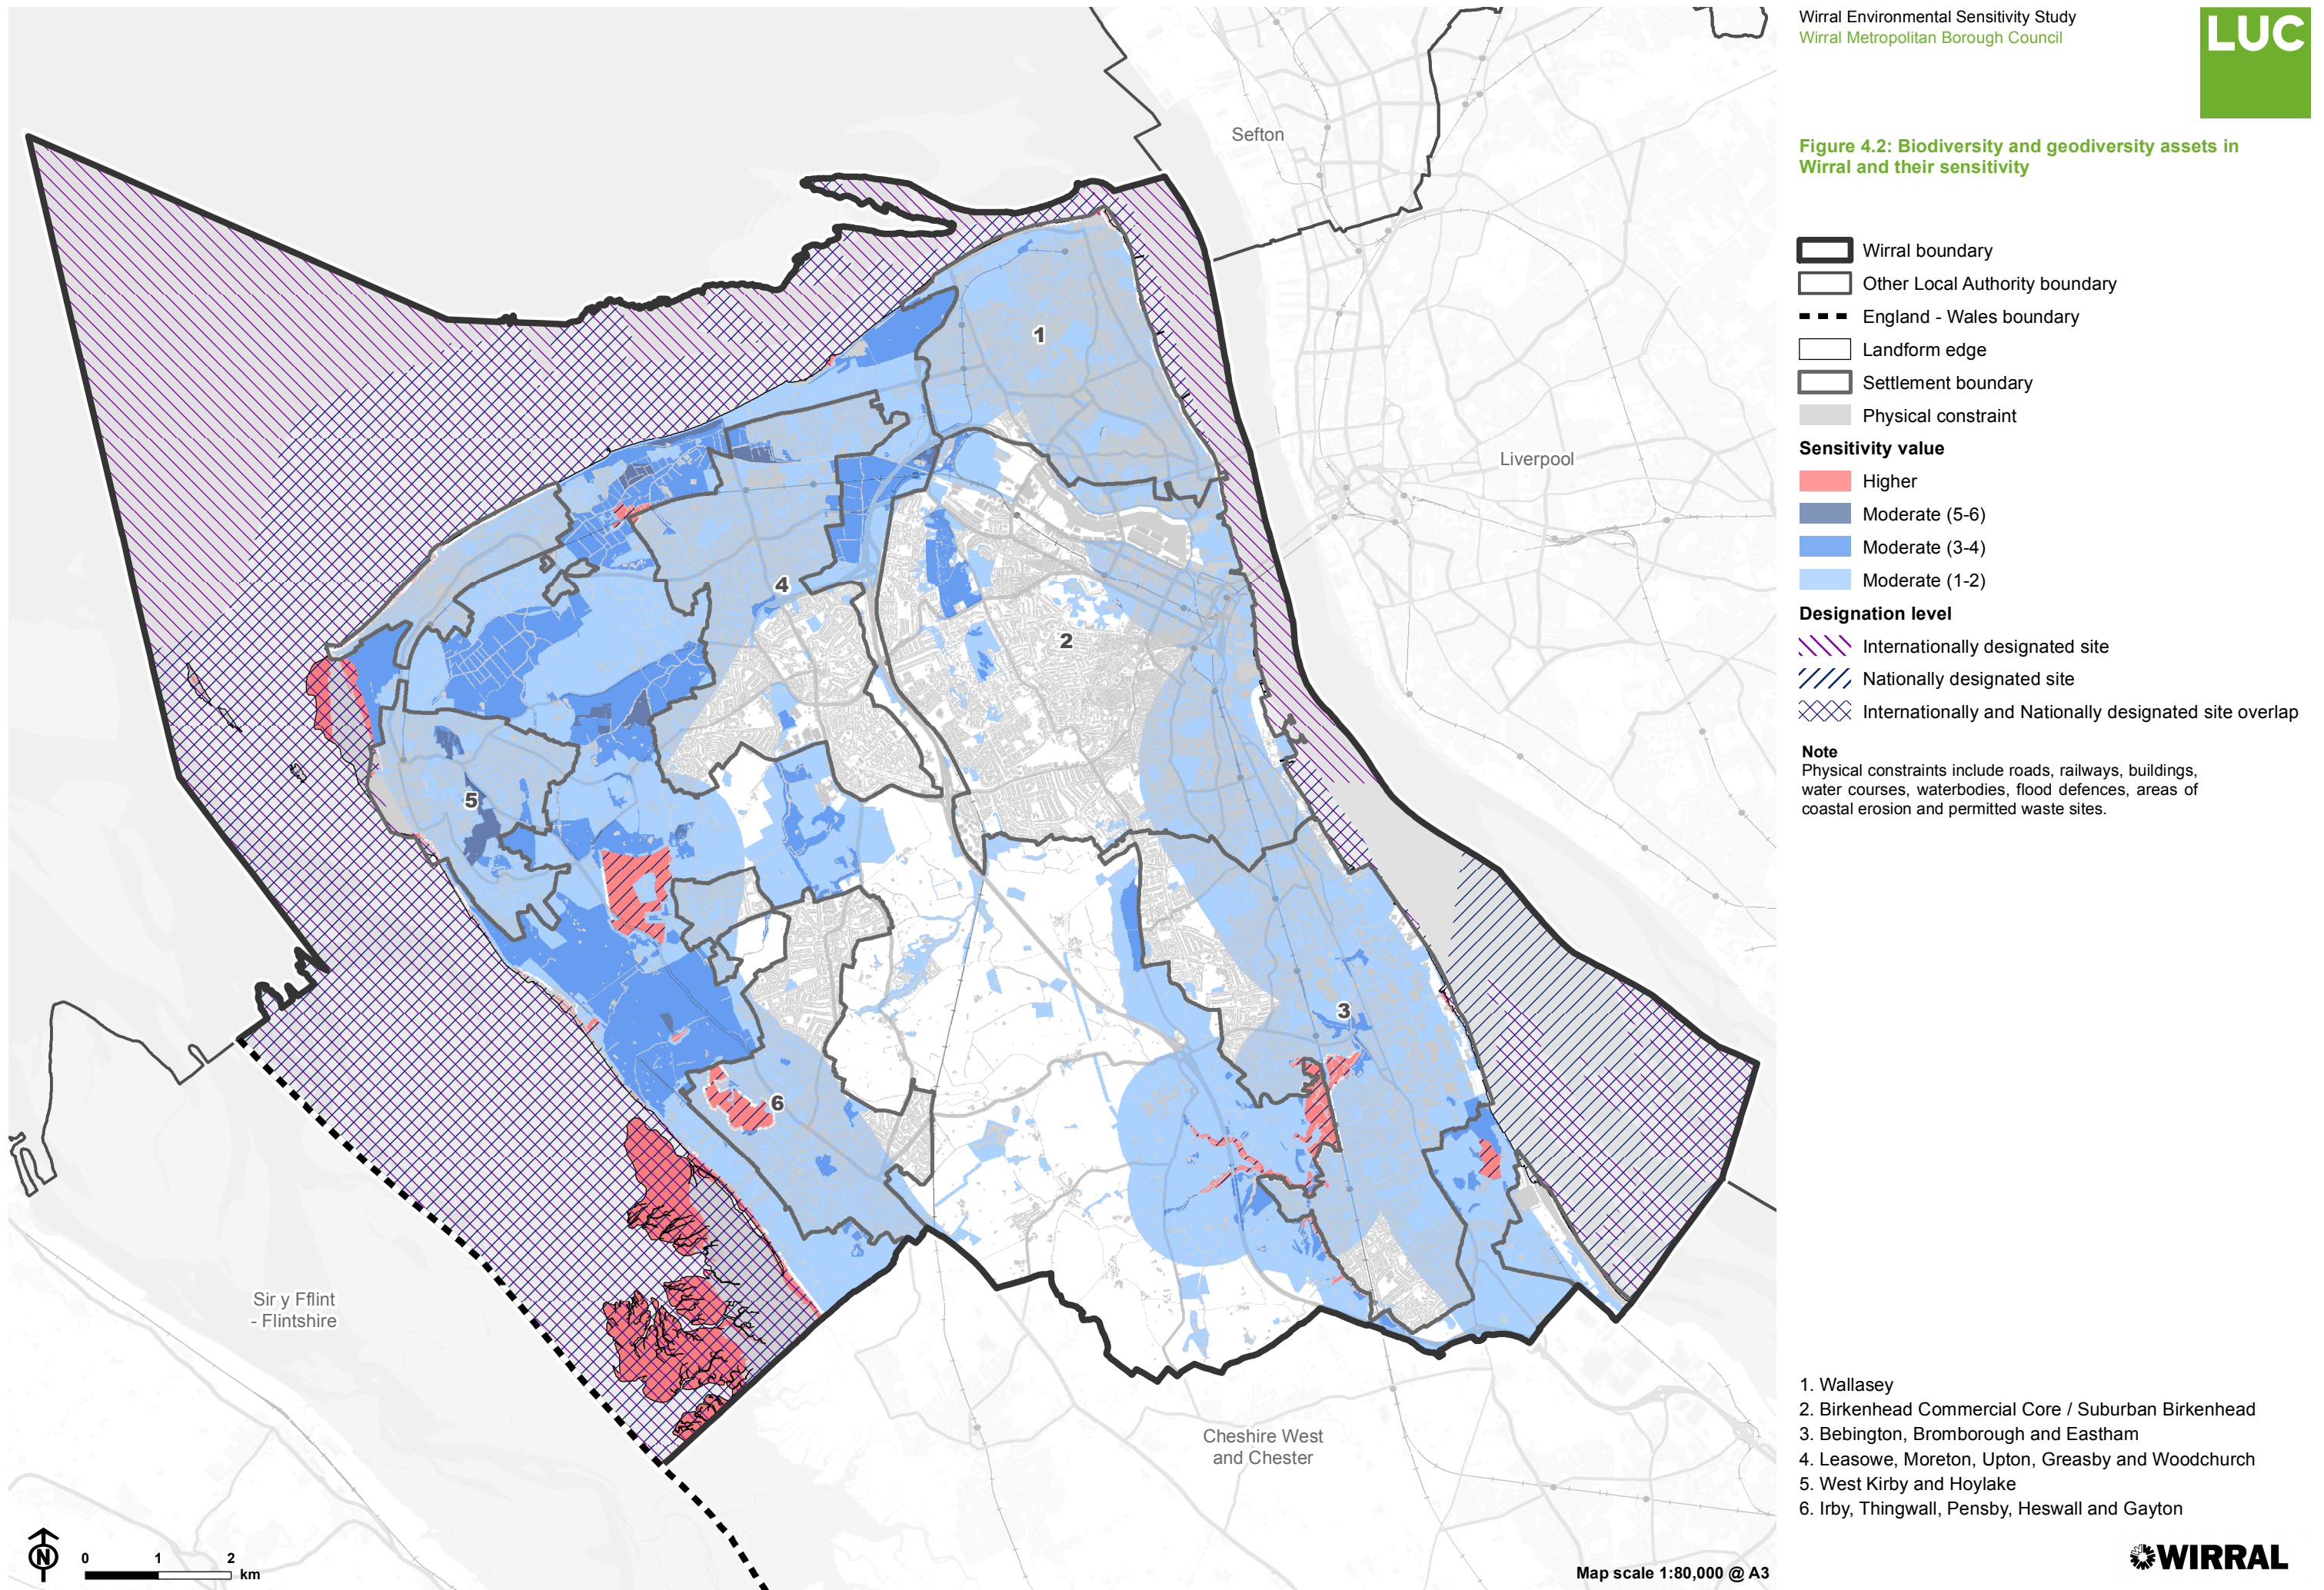 Wirral Environmental Sensitivity Study
Wirral Metropolitan Borough Council
LUC
Figure 4.2: Biodiversity and geodiversity assets in
Wirral and their sensitivity
Wirral boundary
Other Local Authority boundary
England - Wales boundary
Landform edge
Settlement boundary
Physical constraint
Sensitivity value
Higher
Moderate (5-6)
Moderate (3-4)
Moderate (1-2)
Designation level
Internationally designated site
Nationally designated site
Internationally and Nationally designated site overlap
Note
Physical constraints include roads, railways, buildings,
water courses, waterbodies, flood defences, areas of
coastal erosion and permitted waste sites.
Sefton
Liverpool
1
4
2
5
3
6
Sir y Fflint
- Flintshire
Cheshire West
and Chester
1. Wallasey
2. Birkenhead Commercial Core / Suburban Birkenhead
3. Bebington, Bromborough and Eastham
4. Leasowe, Moreton, Upton, Greasby and Woodchurch
5. West Kirby and Hoylake
6. Irby, Thingwall, Pensby, Heswall and Gayton
N
0 1 2
km
Map scale 1:80,000 @ A3
WIRRAL